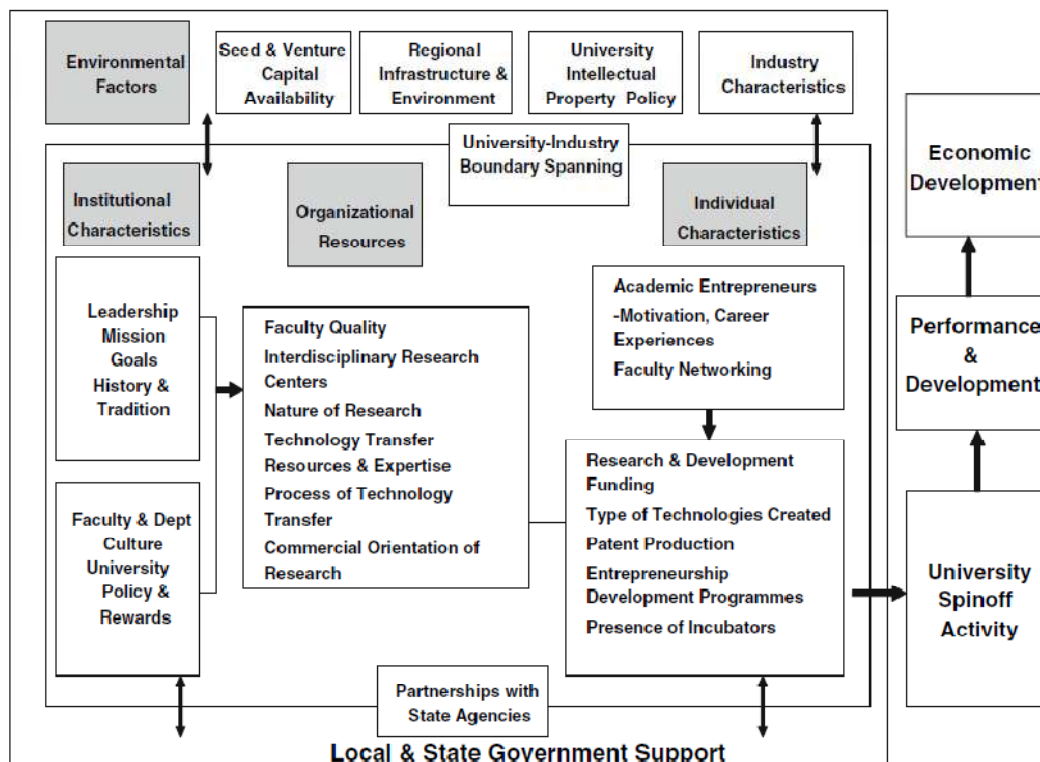 Environmental
Factors
Seed & Venture
Capital
Availability
Regional
Infrastructure &
Environment
University
Intellectual
Property Policy
Industry
Characteristics
University-Industry
Boundary Spanning
Institutional
Characteristics
Organizational
Resources
Individual
Characteristics
Leadership
Mission
Goals
History &
Tradition
Faculty & Dept
Culture
University
Policy &
Rewards
Faculty Quality
Interdisciplinary Research
Centers
Nature of Research
Technology Transfer
Resources & Expertise
Process of Technology
Transfer
Commercial Orientation of
Research
Academic Entrepreneurs
-Motivation, Career
Experiences
Faculty Networking
Research & Development
Funding
Type of Technologies Created
Patent Production
Entrepreneurship
Development Programmes
Presence of Incubators
Partnerships with
State Agencies
Local & State Government Support
Economic
Development
Performance
&
Development
University
Spinoff
Activity